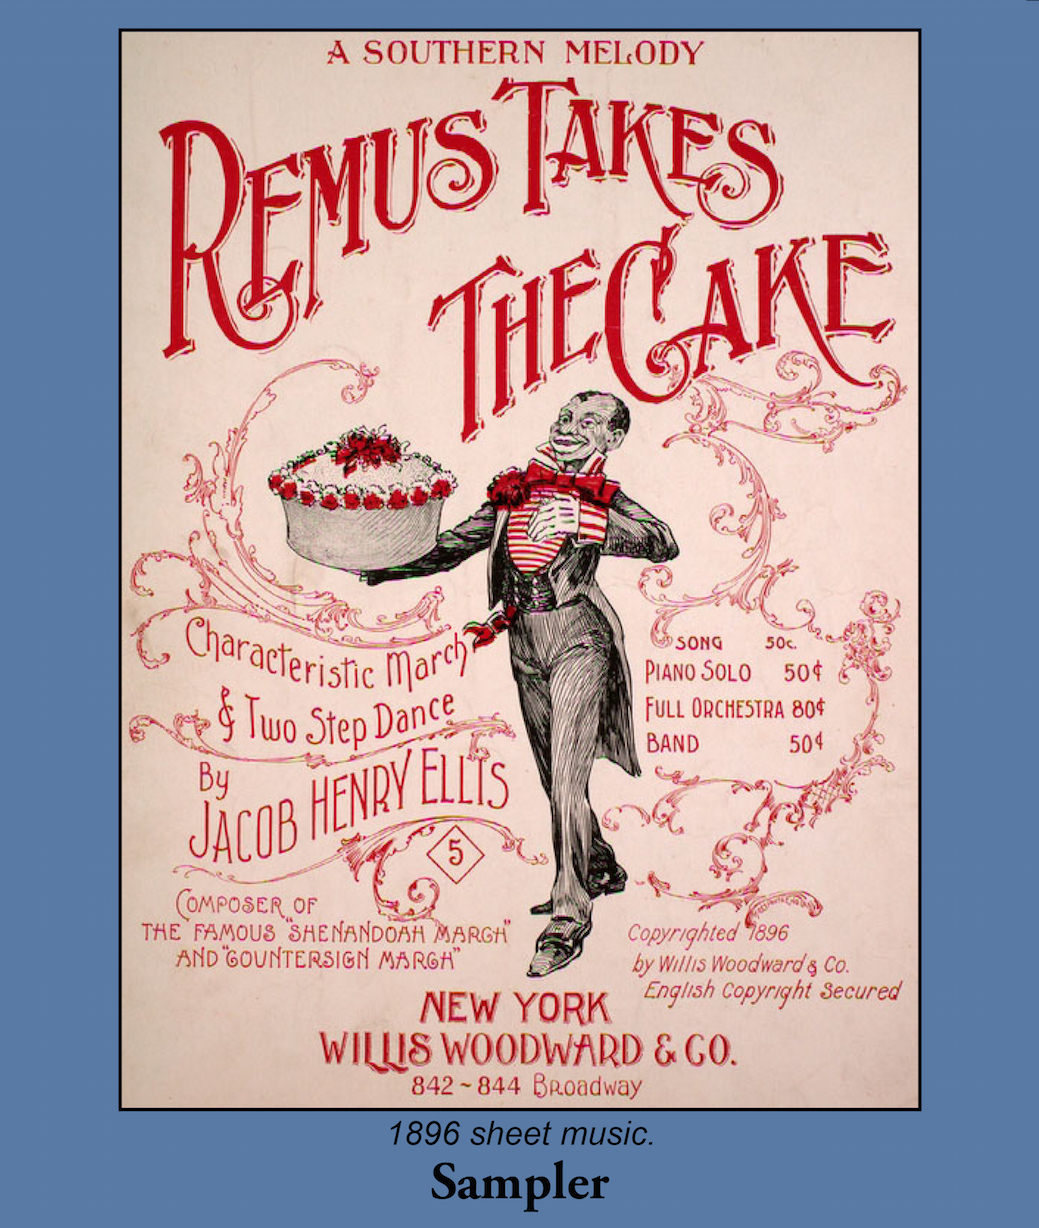 A SOUTHERN MELODY
REMUS TAKES
THE CAKE
Characteristic March
& Two Step Dance
By
JACOB HENRY ELLIS
5
COMPOSER OF
THE FAMOUS "SHENANDOAH MARCH"
AND "COUNTERSIGN MARCH"
SONG 50c.
PIANO SOLO 50¢
FULL ORCHESTRA 80¢
BAND 50¢
Copyrighted 1896
by Willis Woodward & Co.
English Copyright Secured
NEW YORK
WILLIS WOODWARD & CO.
842 ~ 844 Broadway
1896 sheet music.
Sampler